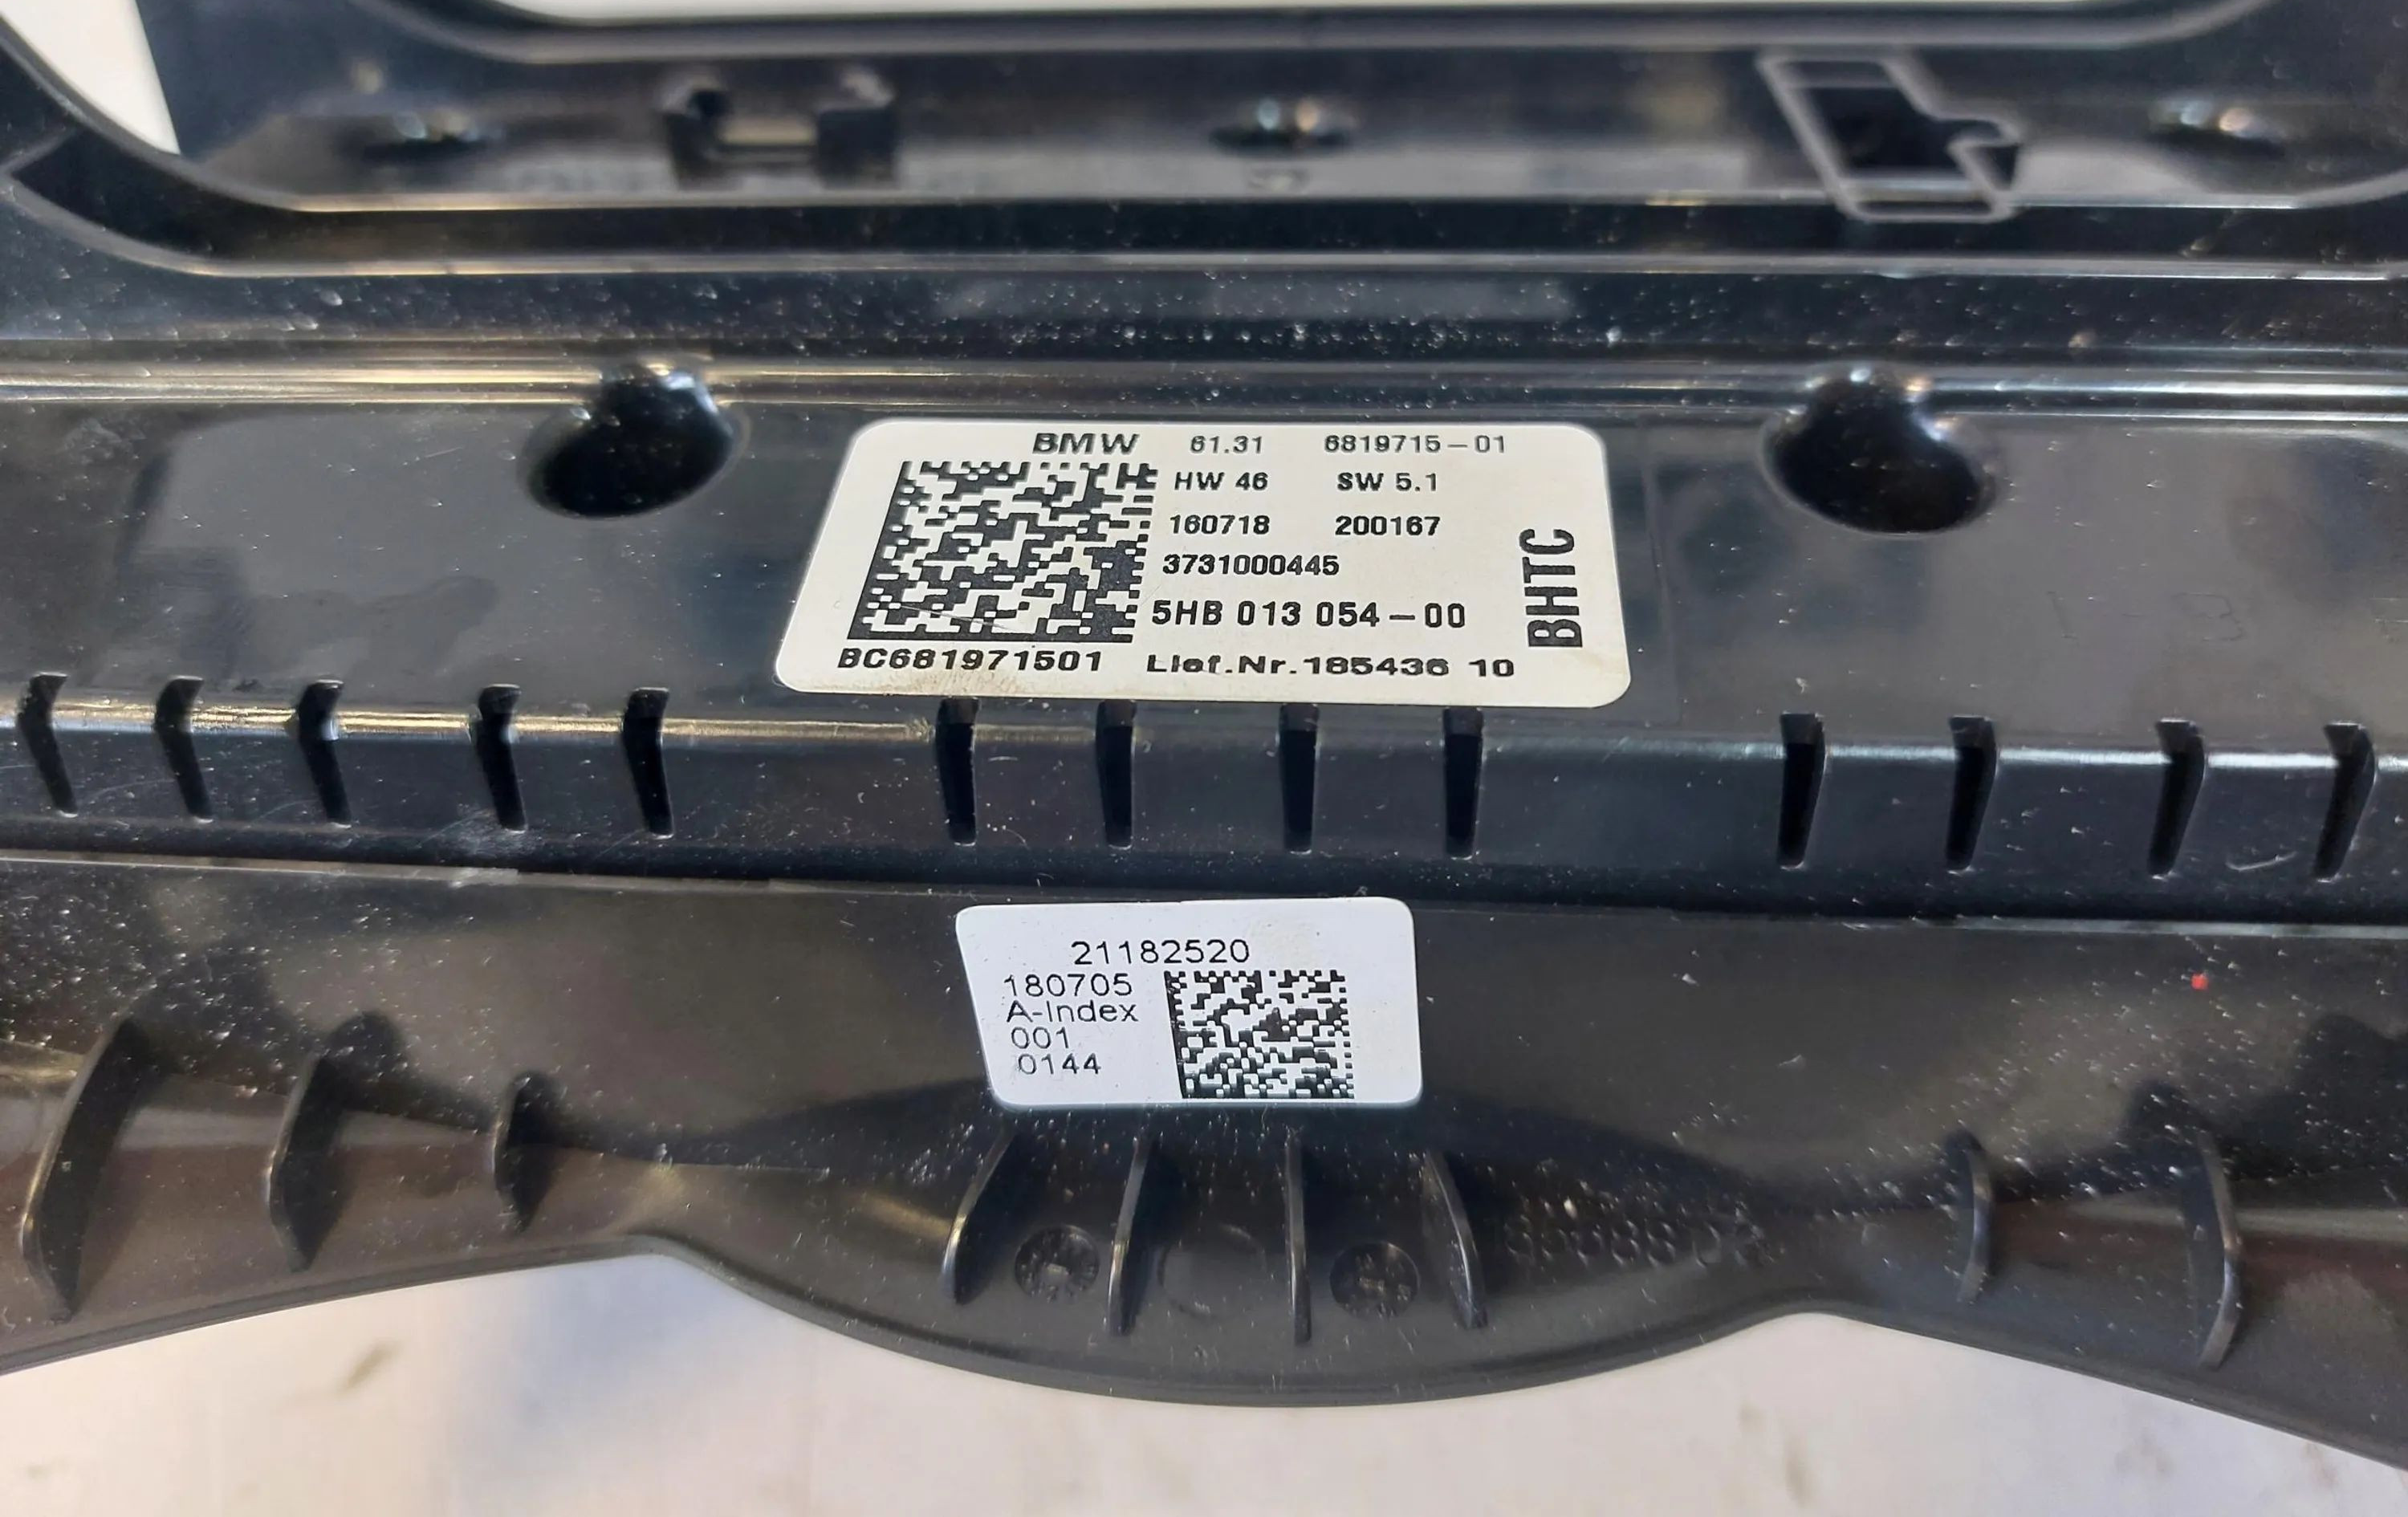 BMW 61.31 6819715-01
HW 46 SW 5.1
160718 200167
3731000445
5HB 013 054-00
BHTC
BC681971501 Lief.Nr.185436 10
21182520
180705
A-Index
001
0144